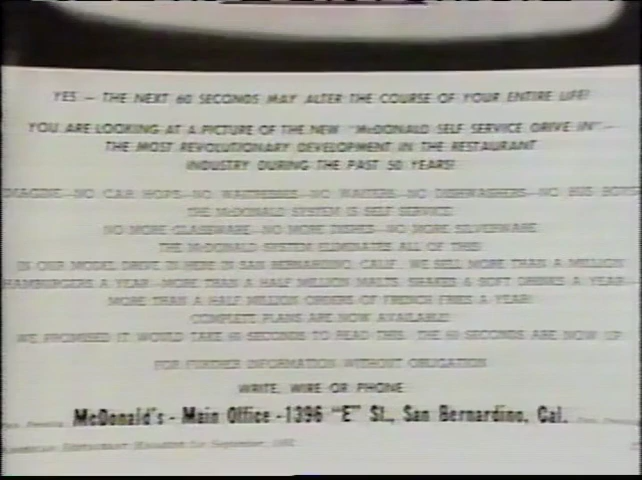 YES — THE NEXT 60 SECONDS MAY ALTER THE COURSE OF YOUR ENTIRE LIFE!
YOU ARE LOOKING AT A PICTURE OF THE NEW "McDONALD SELF SERVICE DRIVE IN"—
THE MOST REVOLUTIONARY DEVELOPMENT IN THE RESTAURANT
INDUSTRY DURING THE PAST 50 YEARS!
IMAGINE—NO CAR HOPS—NO WAITRESSES—NO WAITERS—NO DISHWASHERS—NO BUS BOYS
THE McDONALD SYSTEM IS SELF SERVICE!
NO MORE GLASSWARE—NO MORE DISHES—NO MORE SILVERWARE
THE McDONALD SYSTEM ELIMINATES ALL OF THIS!
IN OUR MODEL DRIVE IN HERE IN SAN BERNARDINO, CALIF. WE SELL MORE THAN A MILLION
HAMBURGERS A YEAR—MORE THAN A HALF MILLION MALTS, SHAKES & SOFT DRINKS A YEAR—
MORE THAN A HALF MILLION ORDERS OF FRENCH FRIES A YEAR!
COMPLETE PLANS ARE NOW AVAILABLE!
WE PROMISED IT WOULD TAKE 60 SECONDS TO READ THIS. THE 60 SECONDS ARE NOW UP.
FOR FURTHER INFORMATION WITHOUT OBLIGATION
WRITE, WIRE OR PHONE
McDonald's - Main Office - 1396 "E" St., San Bernardino, Cal.
American Restaurant Magazine for September, 1952